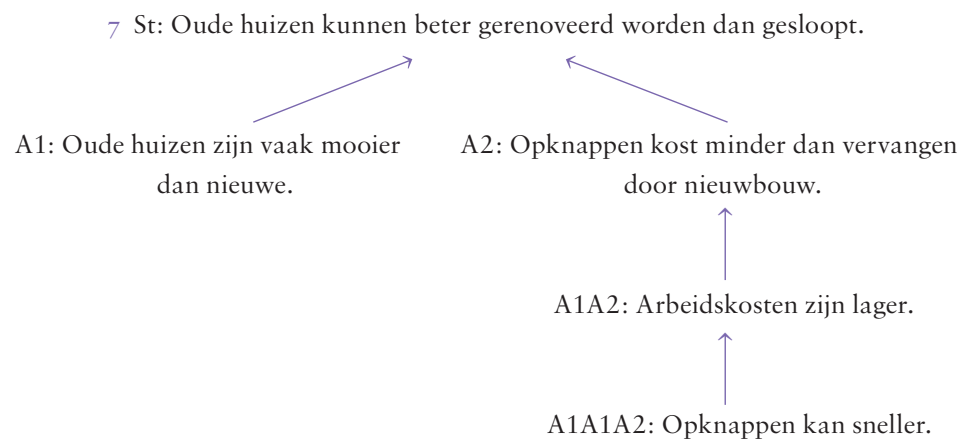 7 St: Oude huizen kunnen beter gerenoveerd worden dan gesloopt.
A1: Oude huizen zijn vaak mooier
dan nieuwe.
A2: Opknappen kost minder dan vervangen
door nieuwbouw.
A1A2: Arbeidskosten zijn lager.
A1A1A2: Opknappen kan sneller.